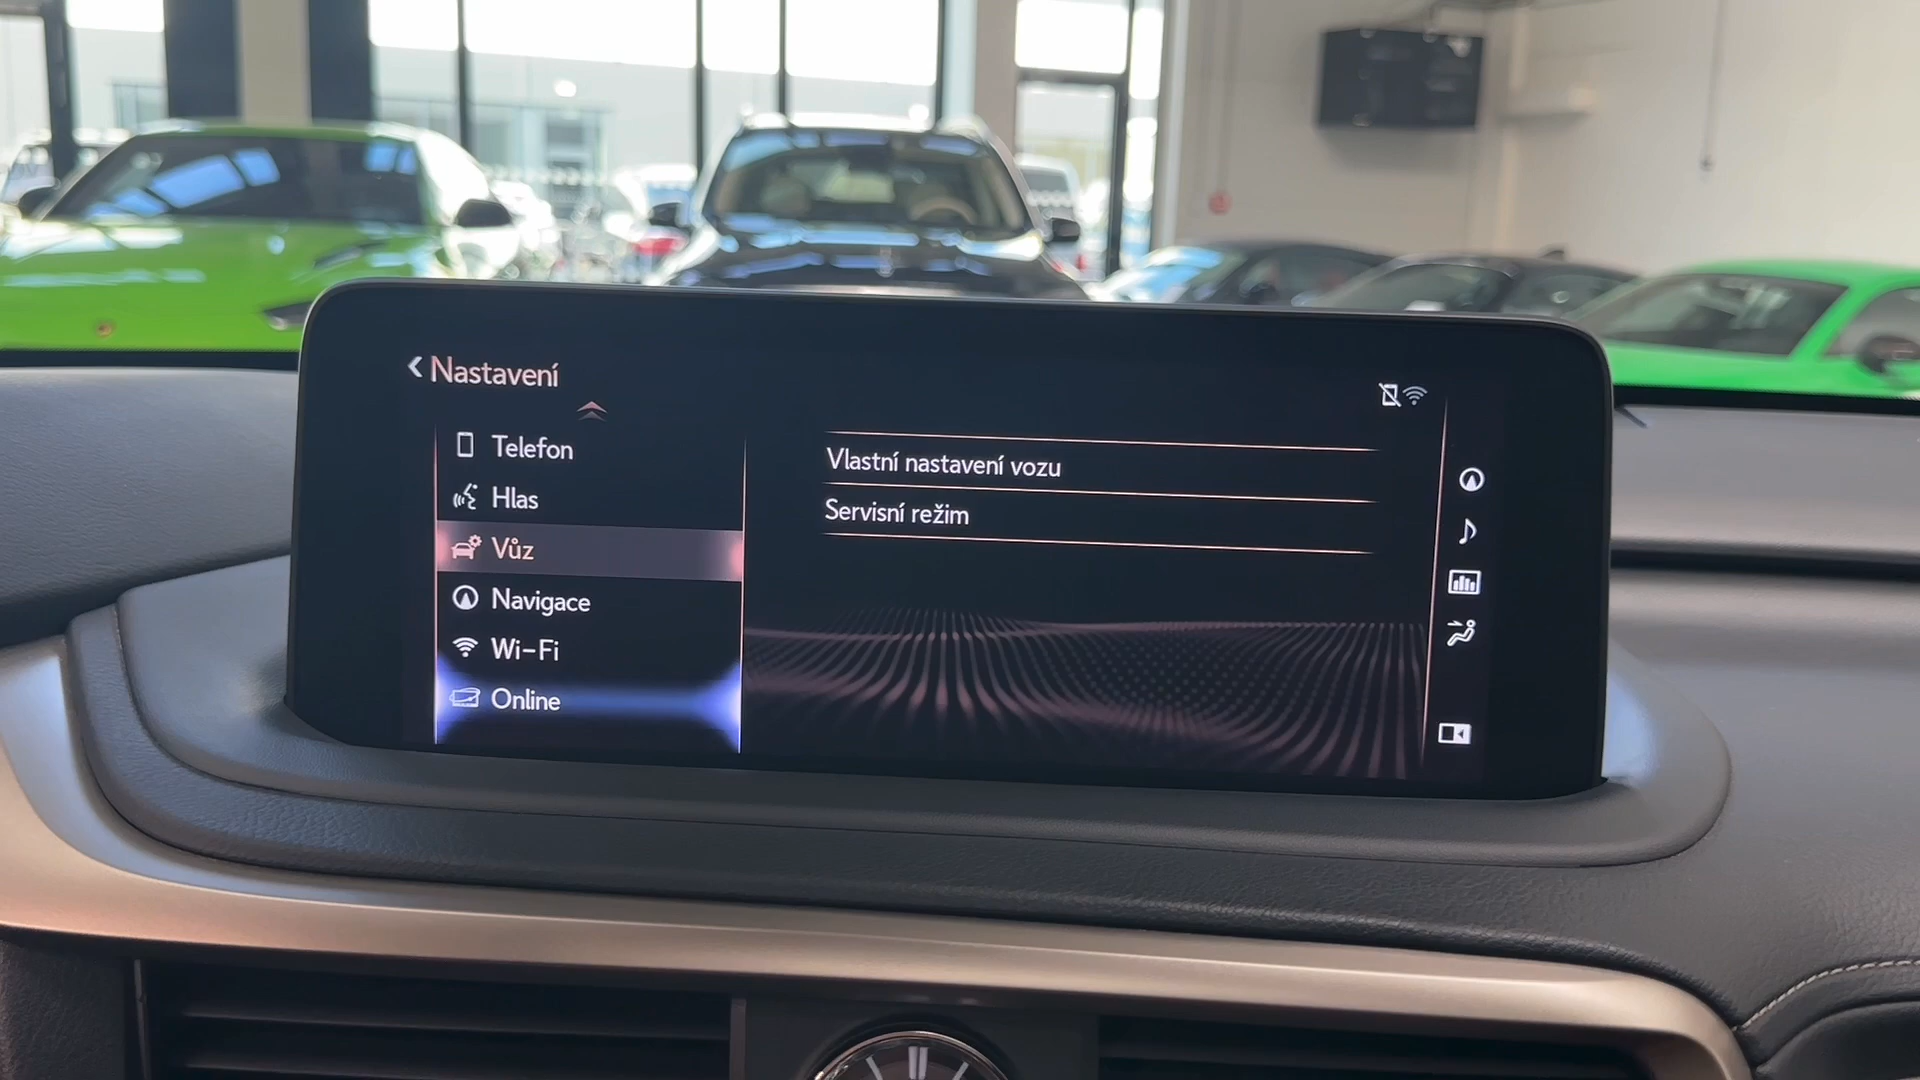 Nastavení
Telefon
Hlas
Vůz
Navigace
Wi-Fi
Online
Vlastní nastavení vozu
Servisní režim